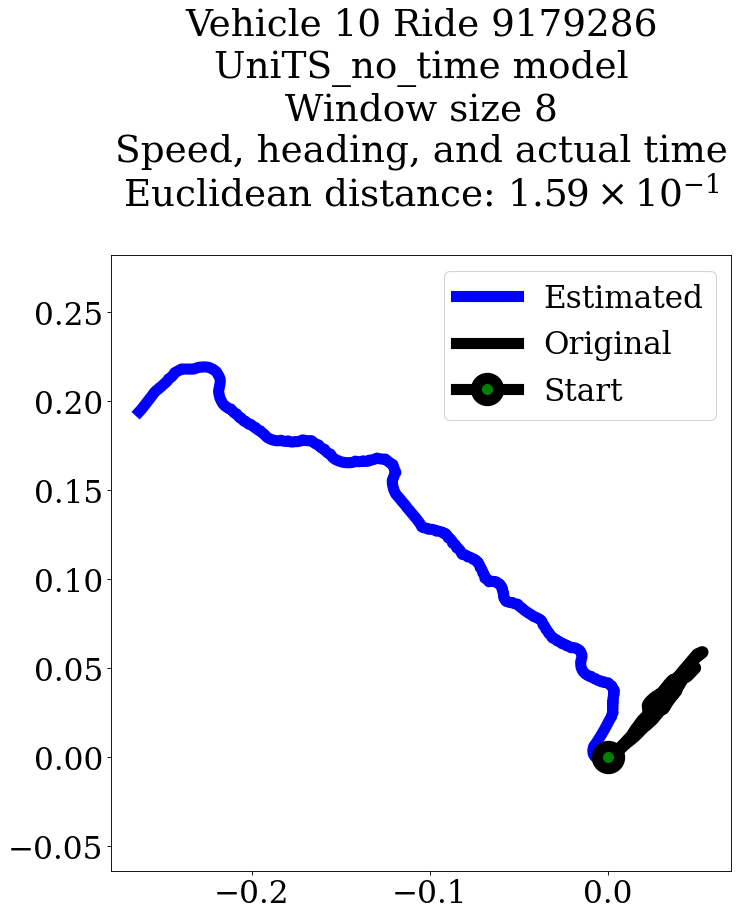 Vehicle 10 Ride 9179286
UniTS_no_time model
Window size 8
Speed, heading, and actual time
Euclidean distance: 1.59 × 10⁻¹
Estimated
Original
Start
0.25
0.20
0.15
0.10
0.05
0.00
−0.05
−0.2 −0.1 0.0